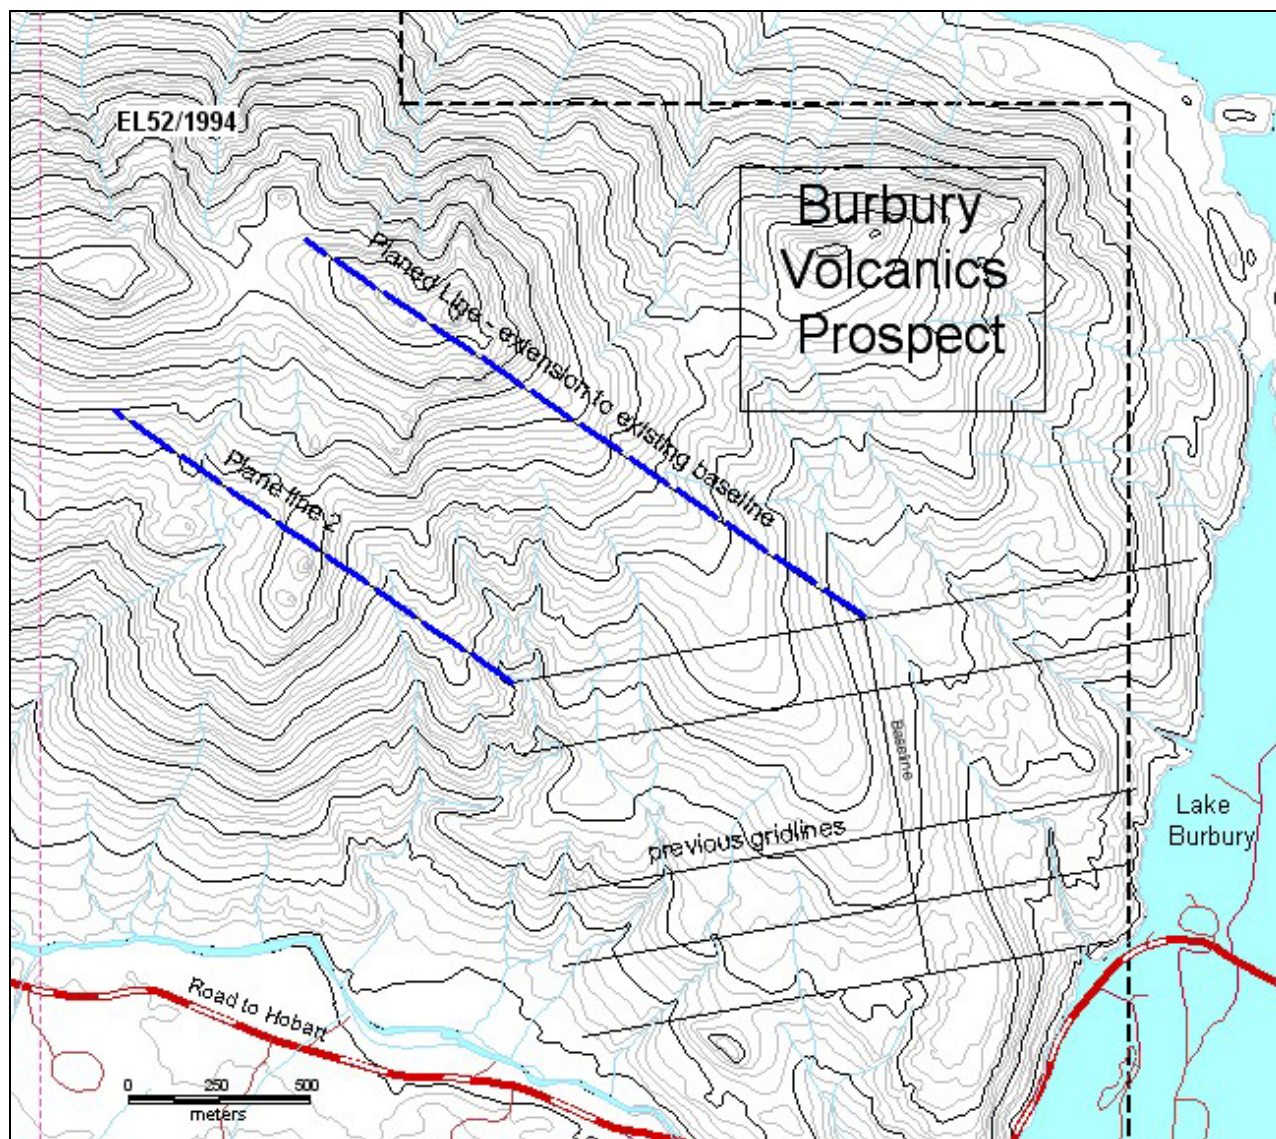 EL52/1994
Burbury
Volcanics
Prospect
Planed Line - extension to existing baseline
Plane line 2
Baseline
previous gridlines
Lake
Burbury
Road to Hobart
0 250 500
meters